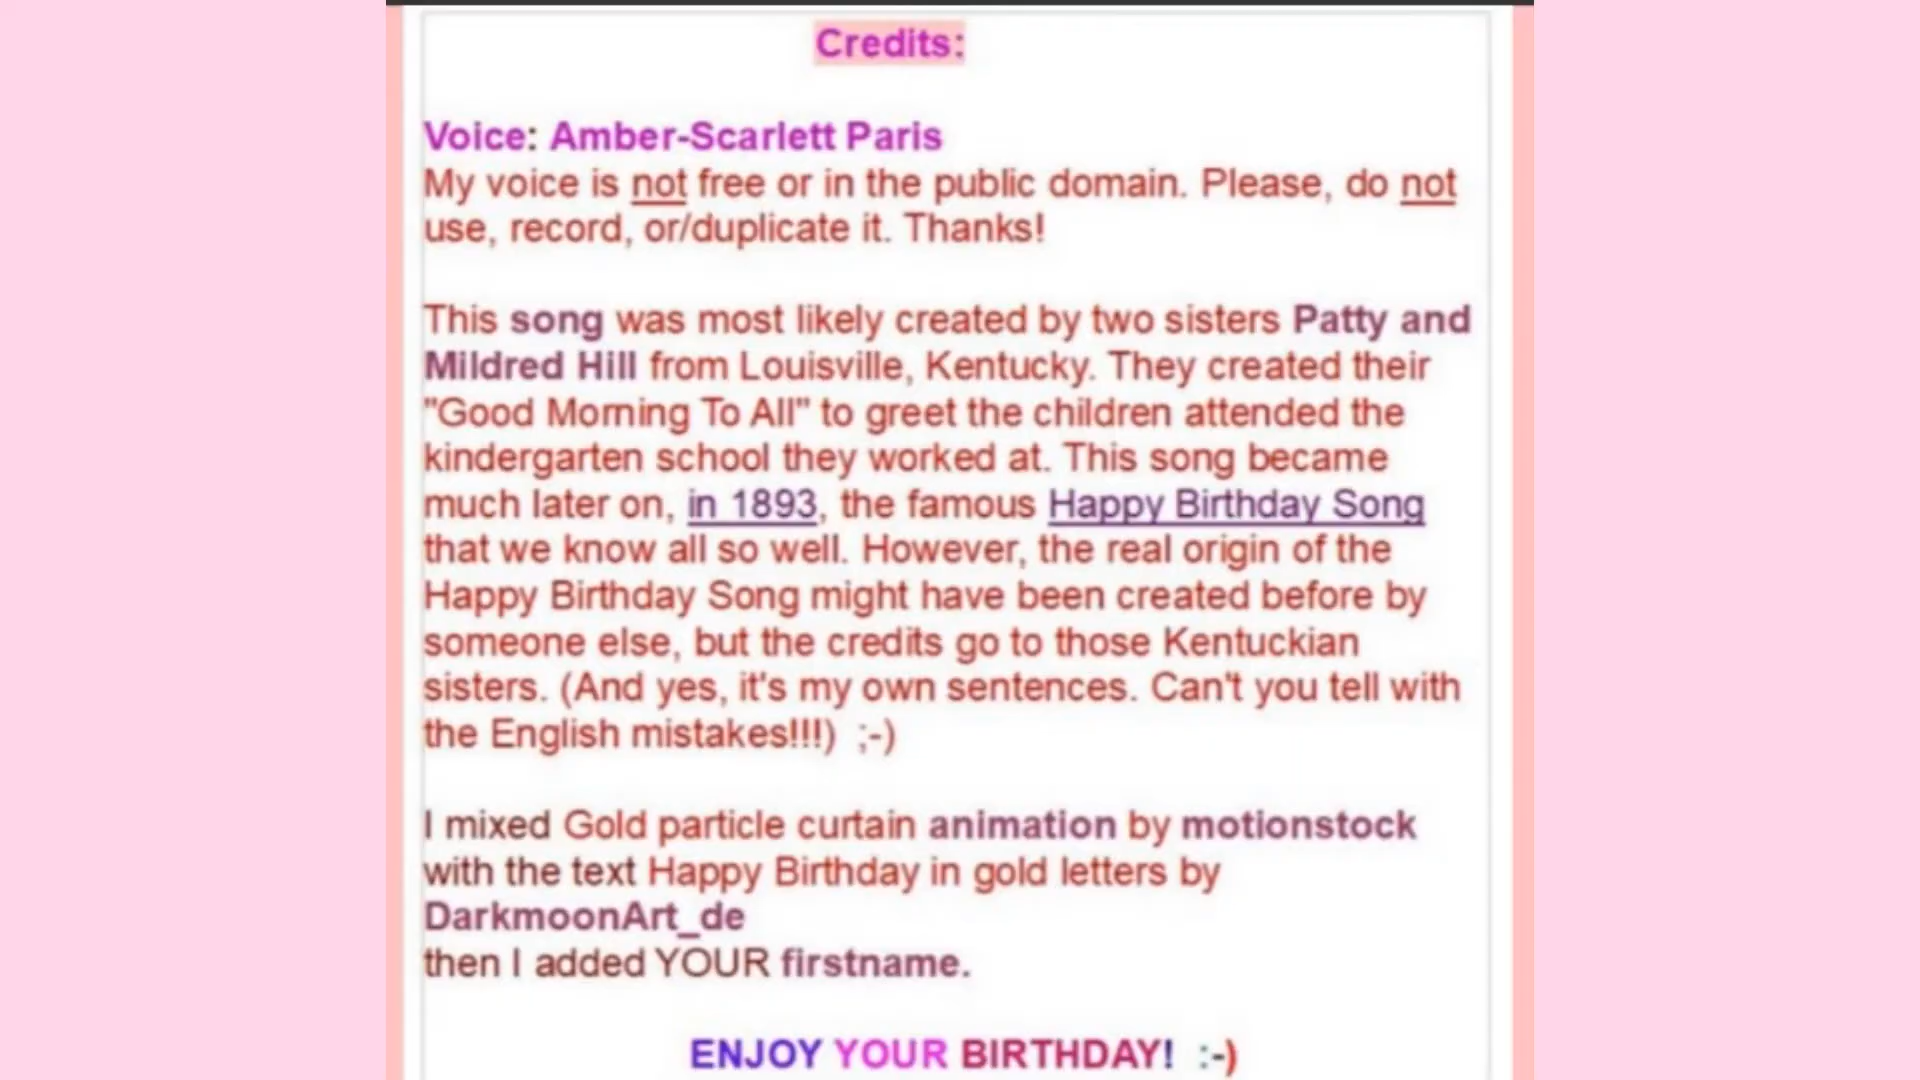 Credits:
Voice: Amber-Scarlett Paris
My voice is not free or in the public domain. Please, do not
use, record, or/duplicate it. Thanks!
This song was most likely created by two sisters Patty and
Mildred Hill from Louisville, Kentucky. They created their
"Good Morning To All" to greet the children attended the
kindergarten school they worked at. This song became
much later on, in 1893, the famous Happy Birthday Song
that we know all so well. However, the real origin of the
Happy Birthday Song might have been created before by
someone else, but the credits go to those Kentuckian
sisters. (And yes, it's my own sentences. Can't you tell with
the English mistakes!!!) ;-)
I mixed Gold particle curtain animation by motionstock
with the text Happy Birthday in gold letters by
DarkmoonArt_de
then I added YOUR firstname.
ENJOY YOUR BIRTHDAY! :-)